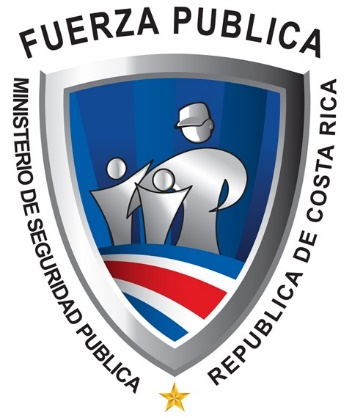 FUERZA PUBLICA
MINISTERIO DE SEGURIDAD PUBLICA
REPUBLICA DE COSTA RICA